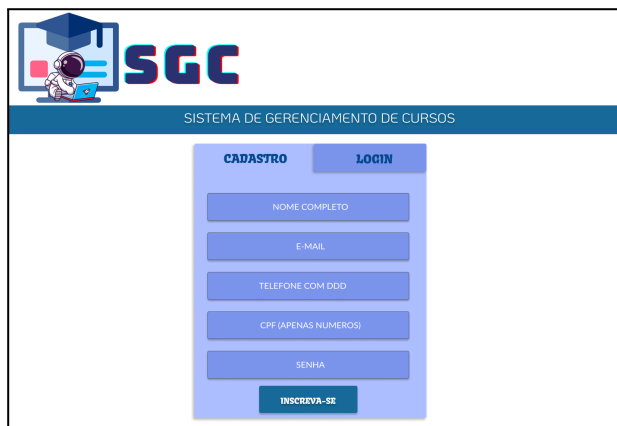 SGC
SISTEMA DE GERENCIAMENTO DE CURSOS
CADASTRO LOGIN
NOME COMPLETO
E-MAIL
TELEFONE COM DDD
CPF (APENAS NUMEROS)
SENHA
INSCREVA-SE